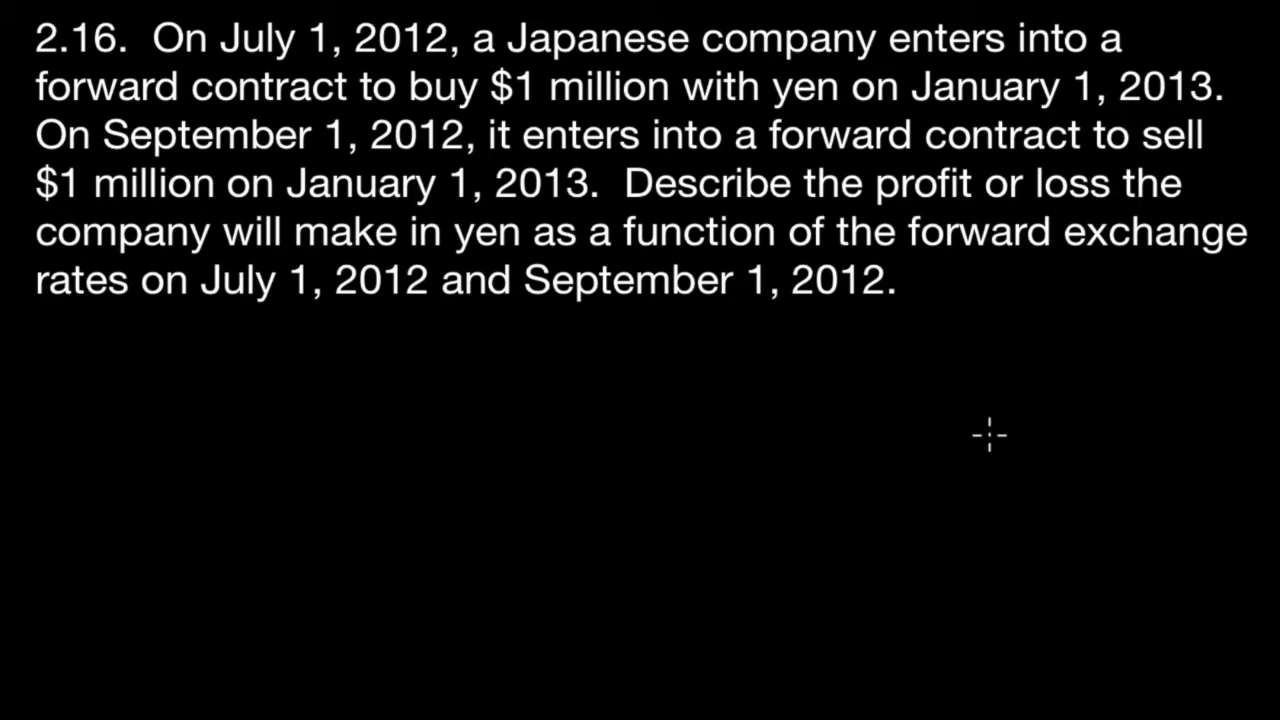 2.16.  On July 1, 2012, a Japanese company enters into a
forward contract to buy $1 million with yen on January 1, 2013.
On September 1, 2012, it enters into a forward contract to sell
$1 million on January 1, 2013.  Describe the profit or loss the
company will make in yen as a function of the forward exchange
rates on July 1, 2012 and September 1, 2012.